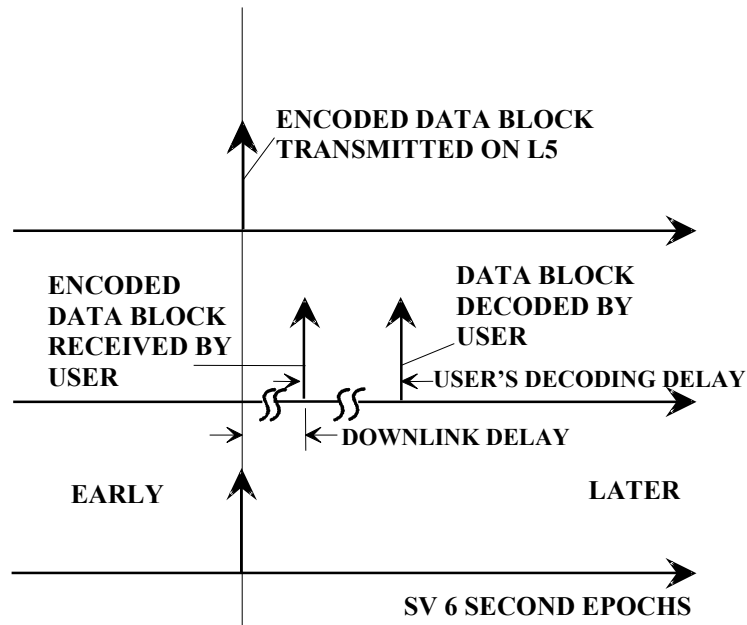 ENCODED DATA BLOCK
TRANSMITTED ON L5
ENCODED
DATA BLOCK
RECEIVED BY
USER
DATA BLOCK
DECODED BY
USER
USER'S DECODING DELAY
DOWNLINK DELAY
EARLY
LATER
SV 6 SECOND EPOCHS